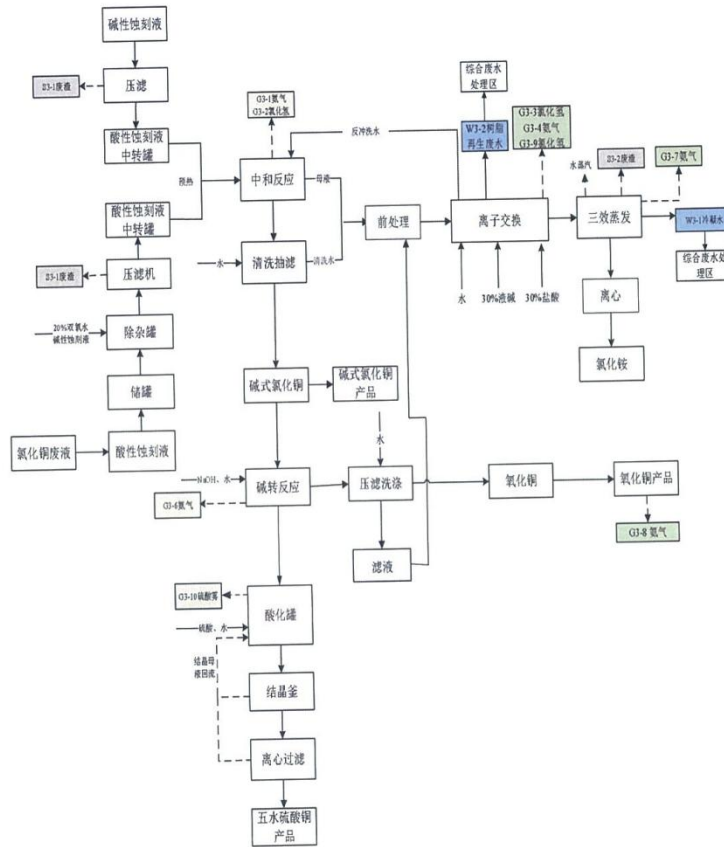 碱性蚀刻液
压滤
S3-1废渣
酸性蚀刻液
中转罐
预热
酸性蚀刻液
中转罐
压滤机
S3-1废渣
20%双氧水
碱性蚀刻液
除杂罐
储罐
氯化铜废液
酸性蚀刻液
G3-1氨气
G3-2氯化氢
反冲洗水
中和反应
母液
水
清洗抽滤
清洗水
前处理
综合废水
处理区
W3-2树脂
再生废水
G3-3氯化氢
G3-4氨气
G3-9氯化氢
离子交换
水
30%液碱
30%盐酸
水蒸汽
S3-2废渣
G3-7氨气
三效蒸发
W3-1冷凝水
综合废水处
理区
离心
氯化铵
碱式氯化铜
碱式氯化铜
产品
水
NaOH、水
碱转反应
G3-6氨气
压滤洗涤
氧化铜
氧化铜产品
G3-8 氨气
滤液
G3-10硫酸雾
硫酸、水
酸化罐
结晶母
液回流
结晶釜
离心过滤
五水硫酸铜
产品